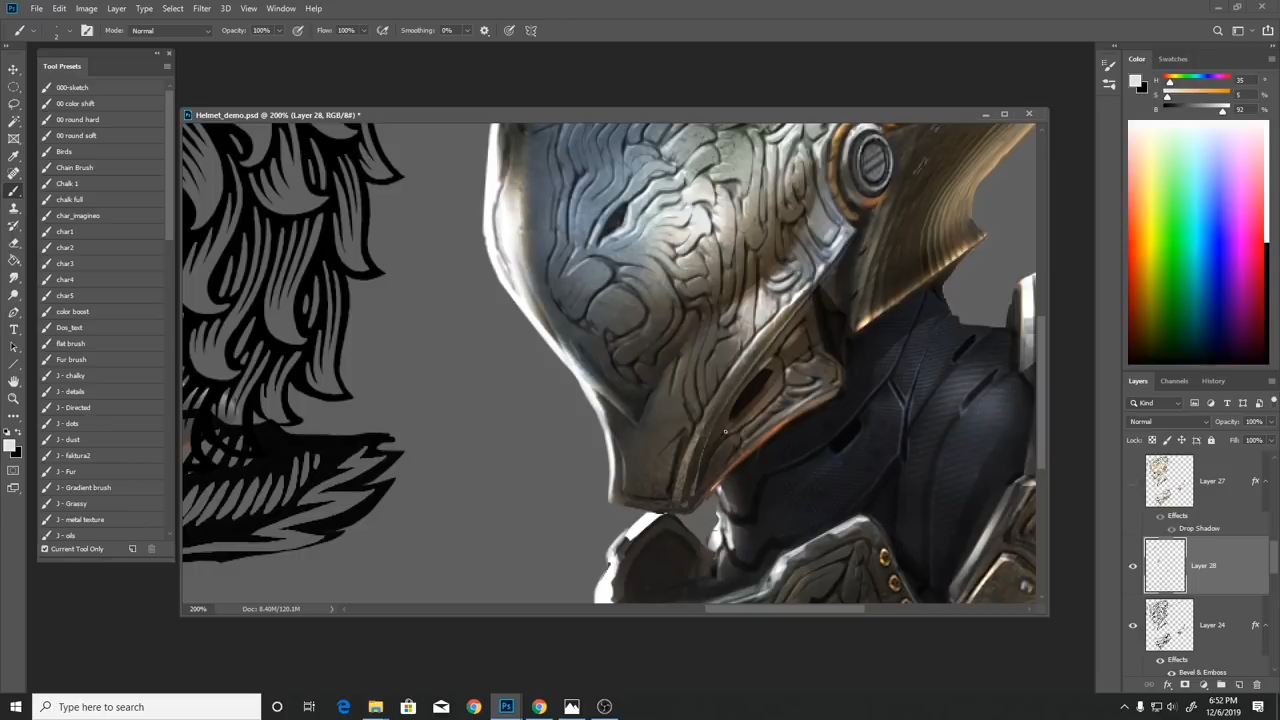 File Edit Image Layer Type Select Filter 3D View Window Help
2 Mode: Normal Opacity: 100% Flow: 100% Smoothing: 0%
Tool Presets
000-sketch
00 color shift
00 round hard
00 round soft
Birds
Chain Brush
Chalk 1
chalk full
char_imagineo
char1
char2
char3
char4
char5
color boost
Dos_text
flat brush
Fur brush
J - chalky
J - details
J - Directed
J - dots
J - dust
J - faktura2
J - Fur
J - Gradient brush
J - Grassy
J - metal texture
J - oils
Current Tool Only
Helmet_demo.psd @ 200% (Layer 28, RGB/8#) *
200% Doc: 8.40M/120.1M
Color Swatches
H 35 °
S 5 %
B 92 %
Layers Channels History
Kind
Normal Opacity: 100%
Lock: Fill: 100%
Layer 27 fx
Effects
Drop Shadow
Layer 28
Layer 24 fx
Effects
Bevel & Emboss
Type here to search
6:52 PM
12/6/2019